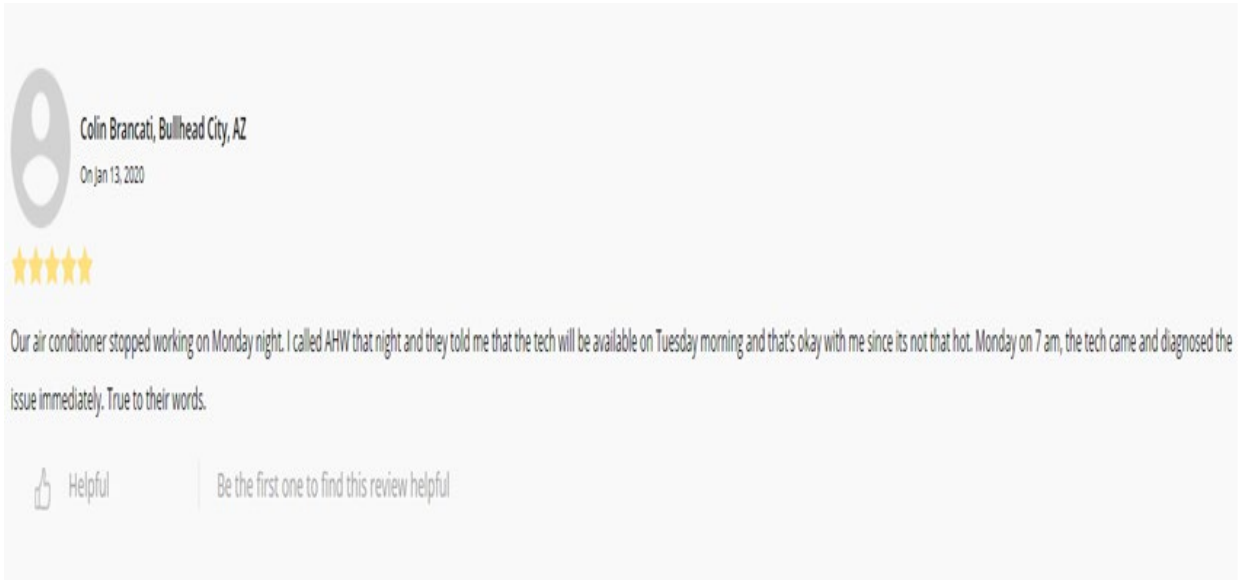 Colin Brancati, Bullhead City, AZ
On Jan 13, 2020
Our air conditioner stopped working on Monday night. I called AHW that night and they told me that the tech will be available on Tuesday morning and that's okay with me since its not that hot. Monday on 7 am, the tech came and diagnosed the
issue immediately. True to their words.
Helpful Be the first one to find this review helpful